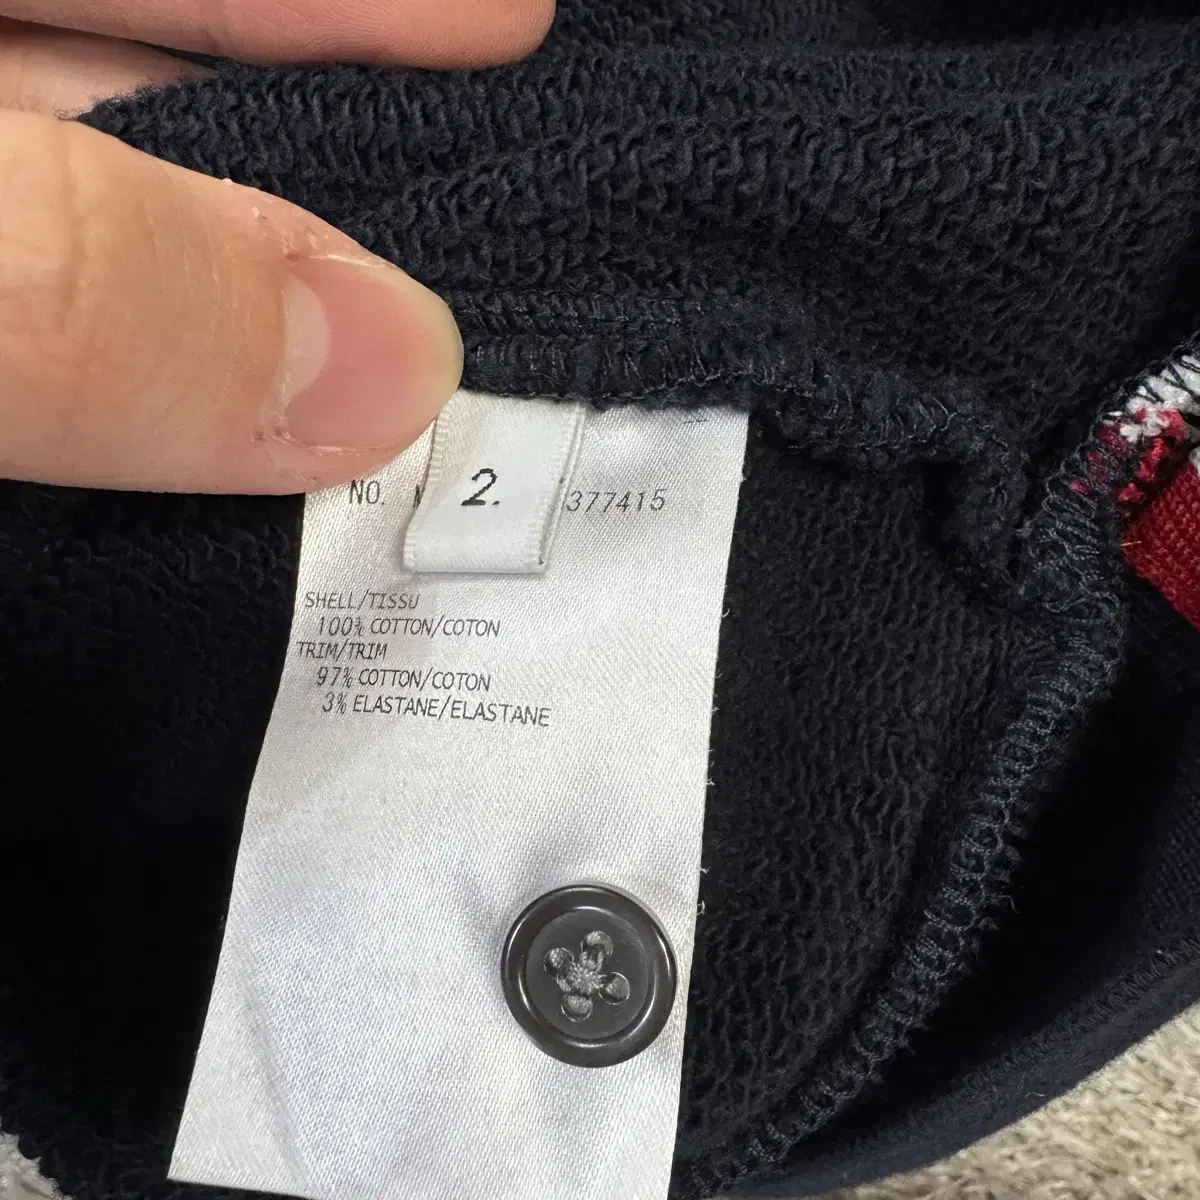 NO.
2.
377415
SHELL/TISSU
100% COTTON/COTON
TRIM/TRIM
97% COTTON/COTON
3% ELASTANE/ELASTANE